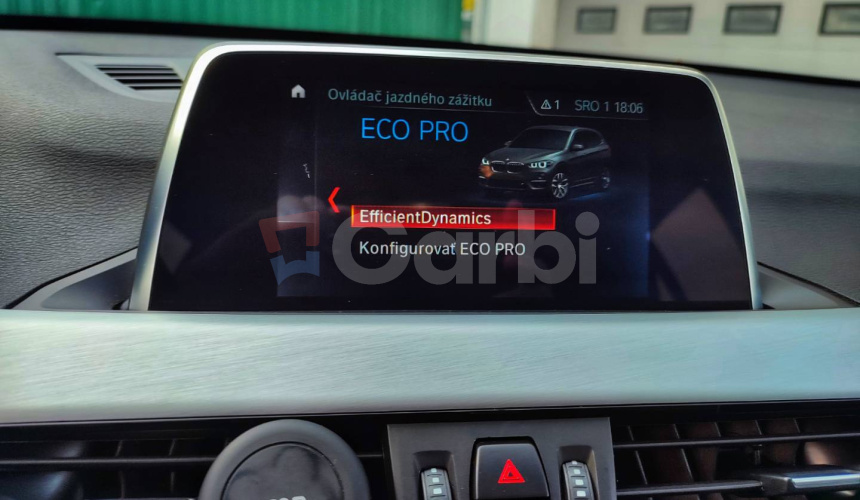 Ovládač jazdného zážitku
1 SRO 1 18:06
ECO PRO
EfficientDynamics
Konfigurovať ECO PRO
Carbi